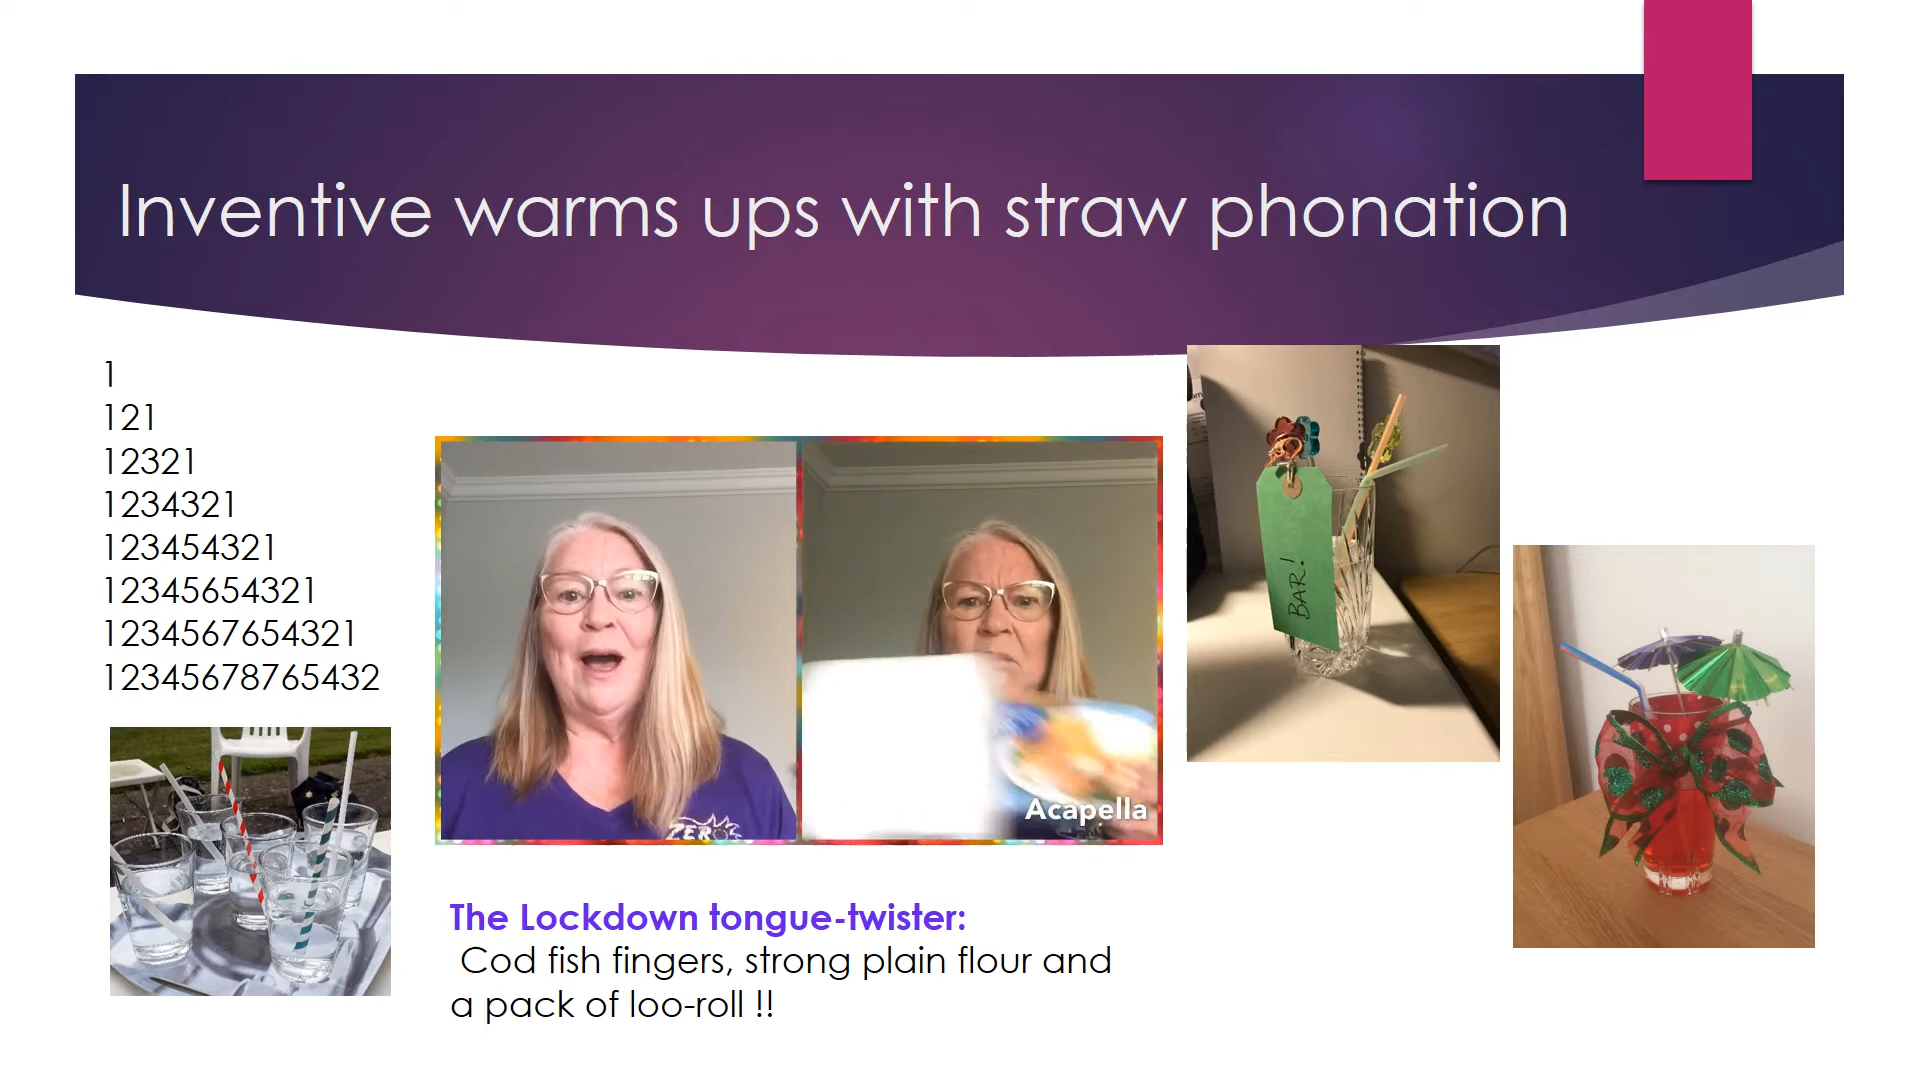 Inventive warms ups with straw phonation
1
121
12321
1234321
123454321
12345654321
1234567654321
12345678765432
BAR!
ZERO
Acapella
The Lockdown tongue-twister:
Cod fish fingers, strong plain flour and
a pack of loo-roll !!